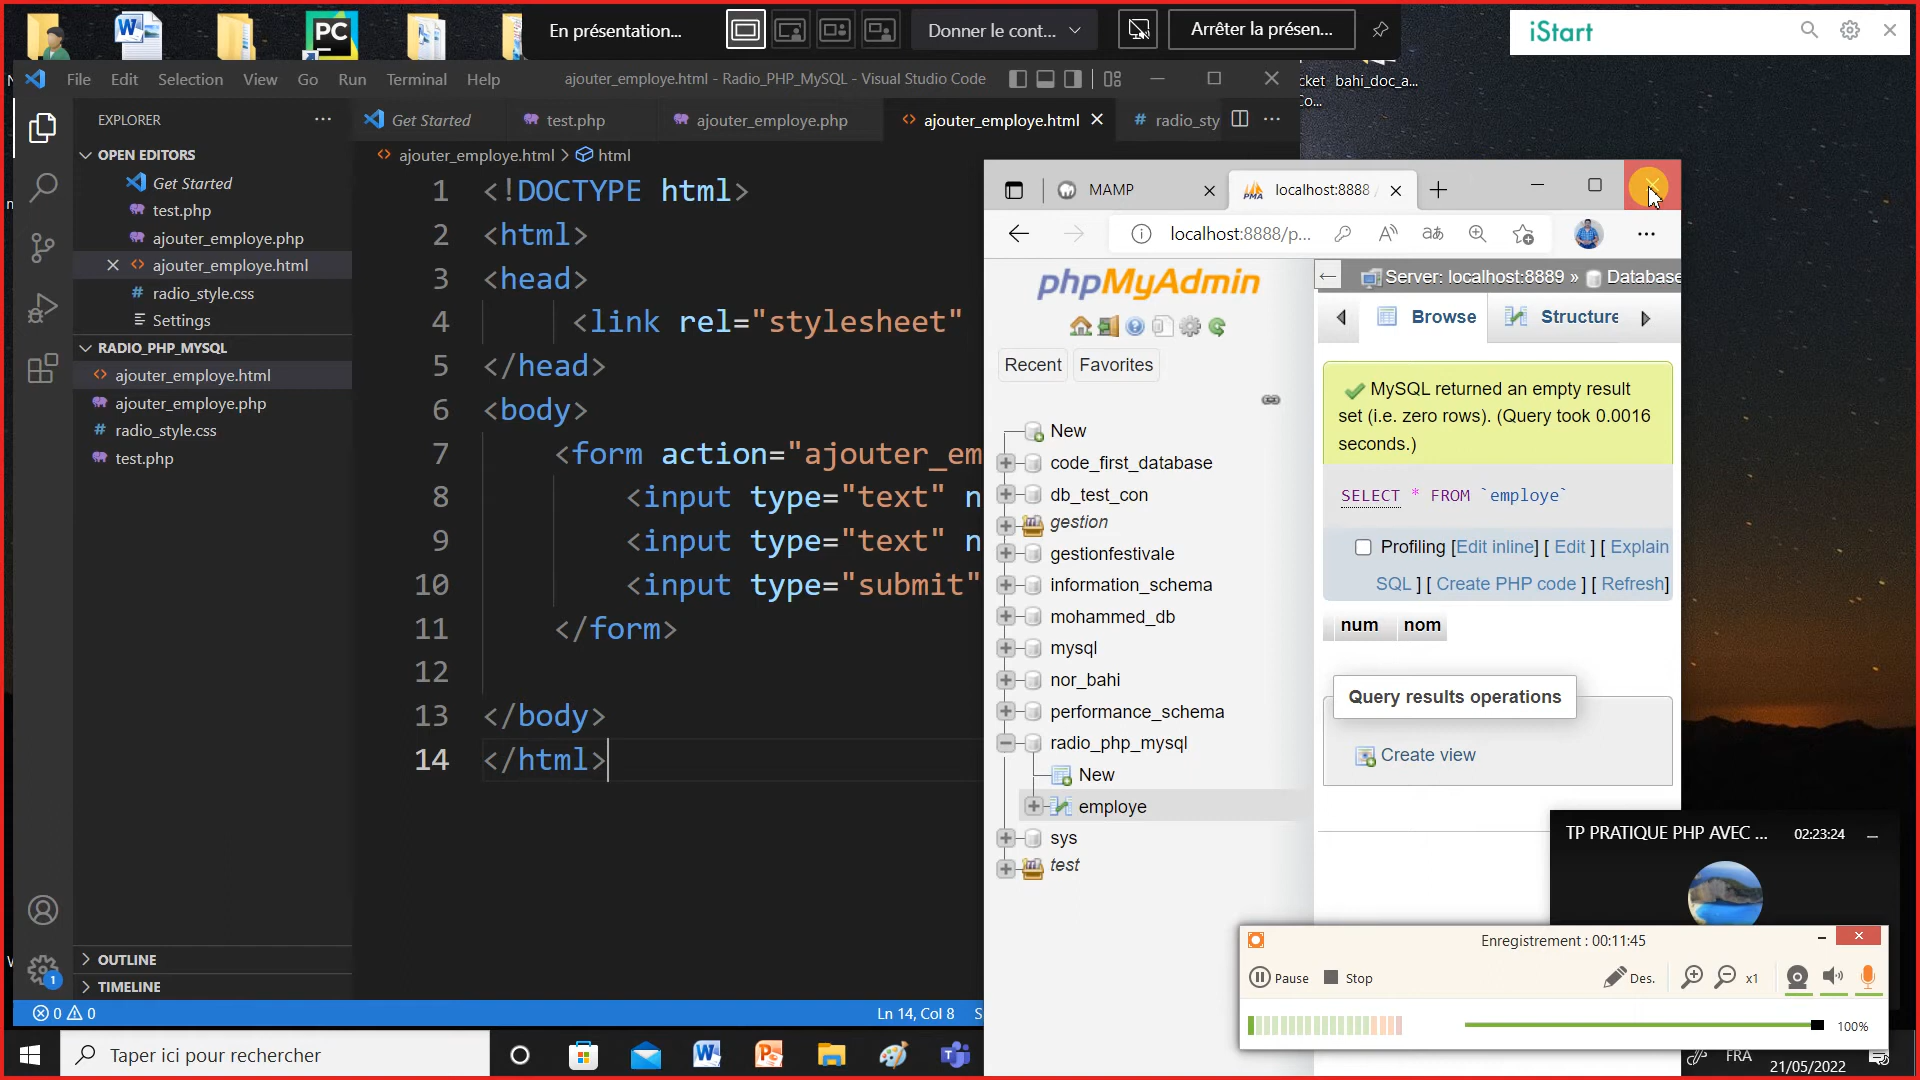 En présentation...
Donner le cont...
Arrêter la présen...
iStart
PC
cket bahi_doc_a...
Co...
File Edit Selection View Go Run Terminal Help
ajouter_employe.html - Radio_PHP_MySQL - Visual Studio Code
EXPLORER
Get Started
test.php
ajouter_employe.php
ajouter_employe.html
# radio_sty
OPEN EDITORS
Get Started
test.php
ajouter_employe.php
ajouter_employe.html
# radio_style.css
Settings
RADIO_PHP_MYSQL
ajouter_employe.html
ajouter_employe.php
# radio_style.css
test.php
OUTLINE
TIMELINE
ajouter_employe.html > html
1 <!DOCTYPE html>
2 <html>
3 <head>
4 <link rel="stylesheet"
5 </head>
6 <body>
7 <form action="ajouter_em
8 <input type="text" n
9 <input type="text" n
10 <input type="submit"
11 </form>
12
13 </body>
14 </html>
0 0
Ln 14, Col 8
MAMP
localhost:8888
localhost:8888/p...
phpMyAdmin
Recent Favorites
New
code_first_database
db_test_con
gestion
gestionfestivale
information_schema
mohammed_db
mysql
nor_bahi
performance_schema
radio_php_mysql
New
employe
sys
test
Server: localhost:8889 » Database
Browse
Structure
MySQL returned an empty result
set (i.e. zero rows). (Query took 0.0016
seconds.)
SELECT * FROM `employe`
Profiling [Edit inline] [ Edit ] [ Explain
SQL ] [ Create PHP code ] [ Refresh]
num nom
Query results operations
Create view
TP PRATIQUE PHP AVEC ... 02:23:24
Enregistrement : 00:11:45
Pause Stop
Des. x1
100%
Taper ici pour rechercher
FRA
21/05/2022